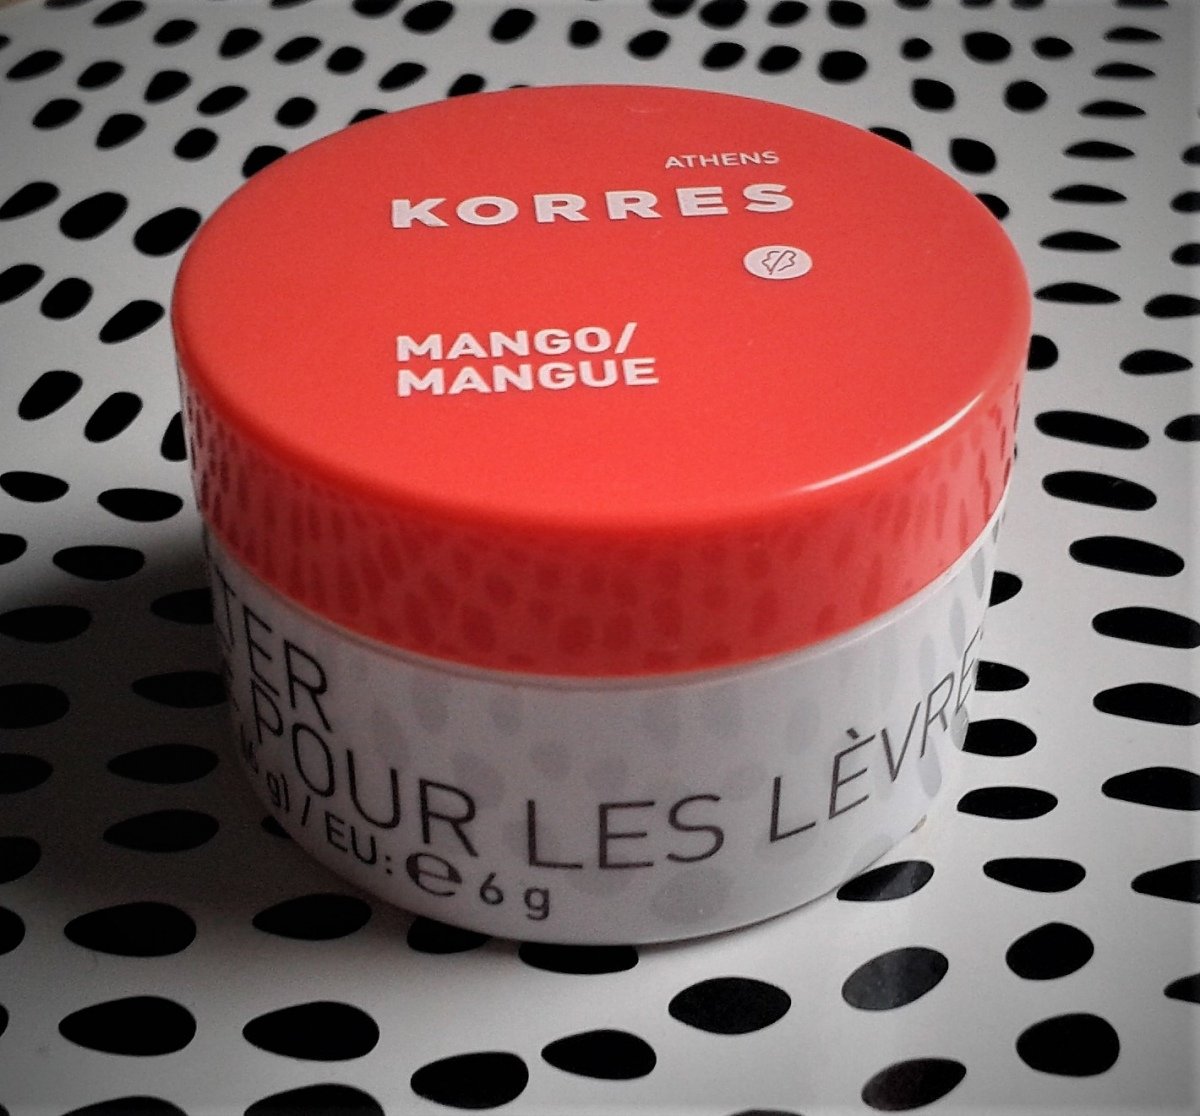 ATHENS
KORRES
MANGO/
MANGUE
TER
POUR LES LÈVRE
g) / EU: ℮ 6 g